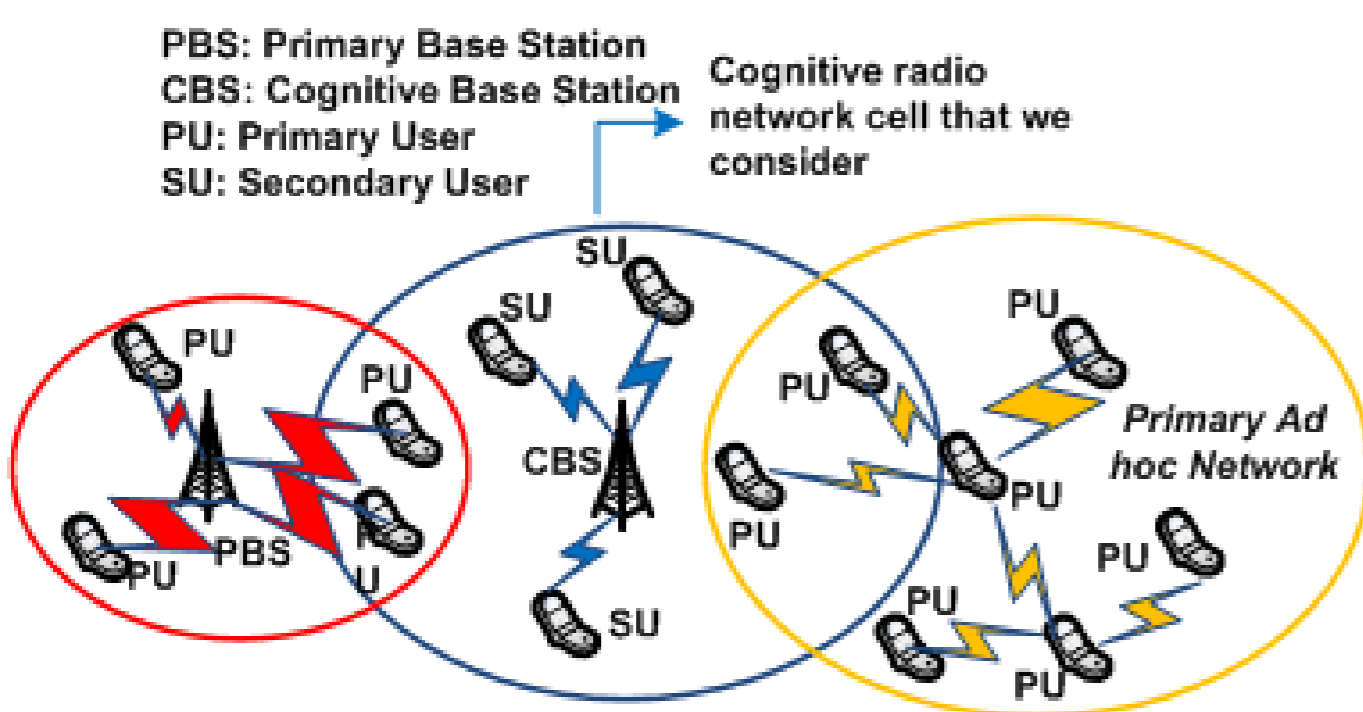 PBS: Primary Base Station
CBS: Cognitive Base Station
PU: Primary User
SU: Secondary User
Cognitive radio
network cell that we
consider
SU
SU
PU
PU
CBS
PBS
PU
P
U
SU
PU
PU
PU
Primary Ad
hoc Network
PU
PU
PU
PU